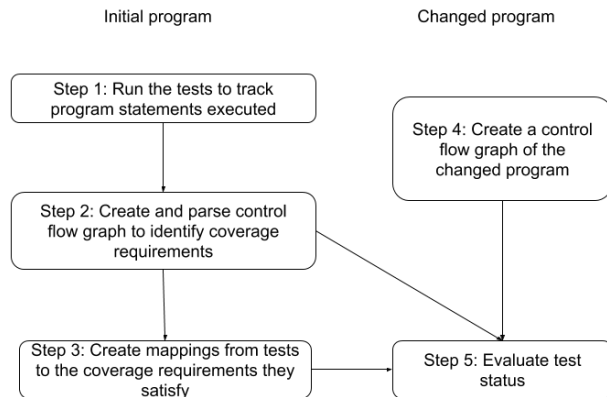 Initial program
Changed program
Step 1: Run the tests to track
program statements executed
Step 4: Create a control
flow graph of the
changed program
Step 2: Create and parse control
flow graph to identify coverage
requirements
Step 3: Create mappings from tests
to the coverage requirements they
satisfy
Step 5: Evaluate test
status